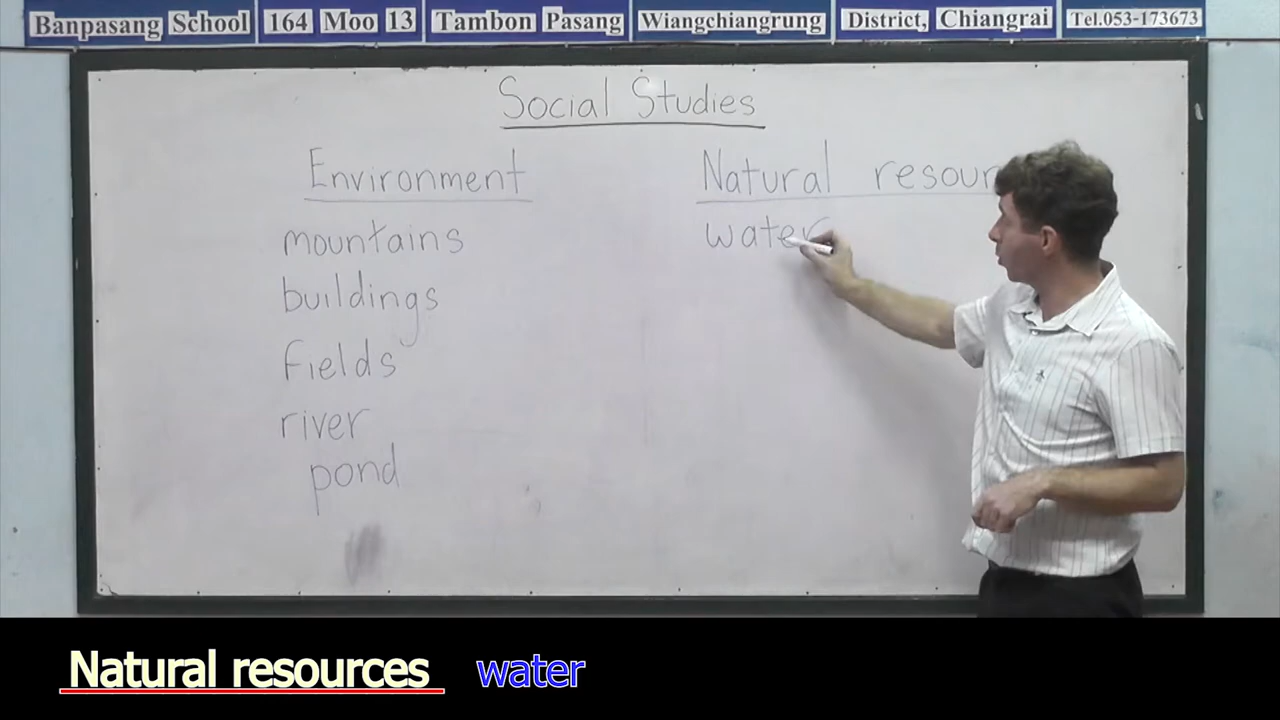 Banpasang School 164 Moo 13 Tambon Pasang Wiangchiangrung District, Chiangrai Tel.053-173673
Social Studies
Environment
mountains
buildings
fields
river
pond
Natural resour
water
Natural resources water